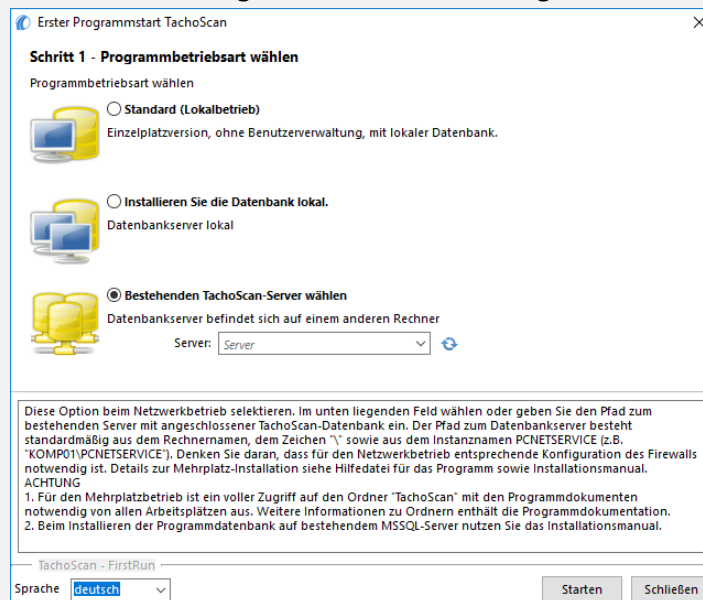 Erster Programmstart TachoScan
Schritt 1 - Programmbetriebsart wählen
Programmbetriebsart wählen
Standard (Lokalbetrieb)
Einzelplatzversion, ohne Benutzerverwaltung, mit lokaler Datenbank.
Installieren Sie die Datenbank lokal.
Datenbankserver lokal
Bestehenden TachoScan-Server wählen
Datenbankserver befindet sich auf einem anderen Rechner
Server: Server
Diese Option beim Netzwerkbetrieb selektieren. Im unten liegenden Feld wählen oder geben Sie den Pfad zum
bestehenden Server mit angeschlossener TachoScan-Datenbank ein. Der Pfad zum Datenbankserver besteht
standardmäßig aus dem Rechnernamen, dem Zeichen "\" sowie aus dem Instanznamen PCNETSERVICE (z.B.
"KOMP01\PCNETSERVICE"). Denken Sie daran, dass für den Netzwerkbetrieb entsprechende Konfiguration des Firewalls
notwendig ist. Details zur Mehrplatz-Installation siehe Hilfedatei für das Programm sowie Installationsmanual.
ACHTUNG
1. Für den Mehrplatzbetrieb ist ein voller Zugriff auf den Ordner "TachoScan" mit den Programmdokumenten
notwendig von allen Arbeitsplätzen aus. Weitere Informationen zu Ordnern enthält die Programmdokumentation.
2. Beim Installieren der Programmdatenbank auf bestehendem MSSQL-Server nutzen Sie das Installationsmanual.
TachoScan - FirstRun
Sprache deutsch Starten Schließen